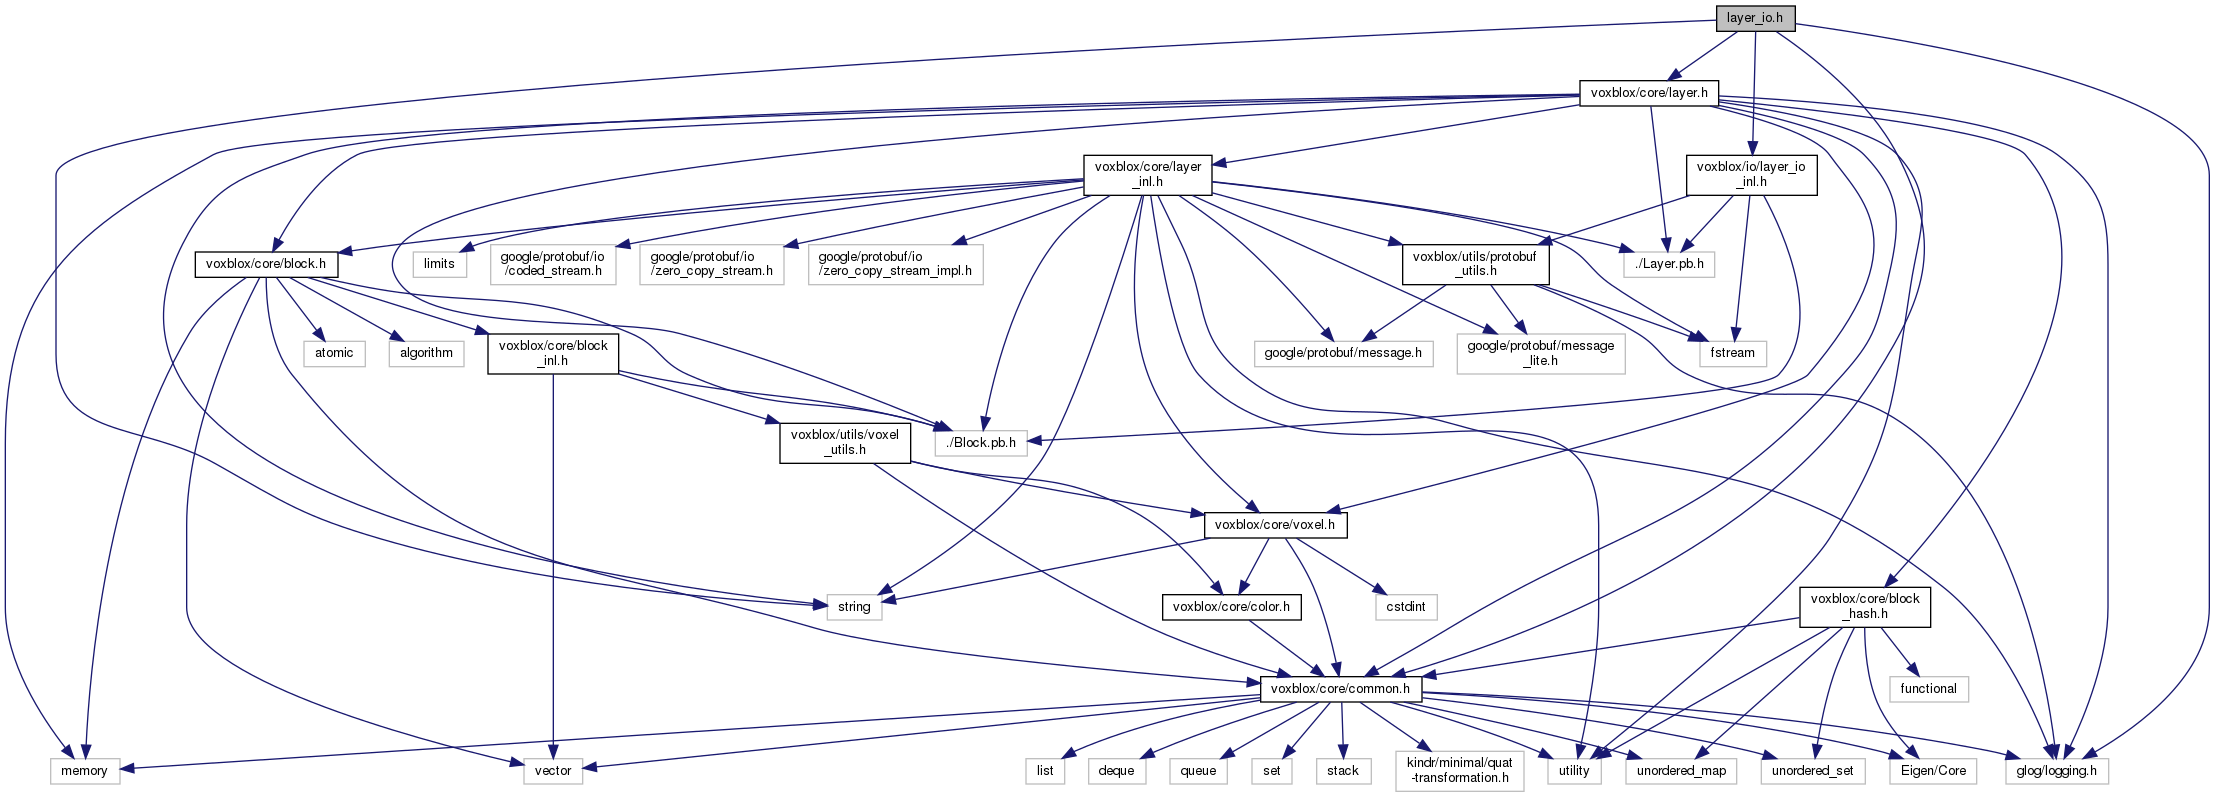 layer_io.h
voxblox/core/layer.h
voxblox/core/layer
_inl.h
voxblox/io/layer_io
_inl.h
voxblox/core/block.h
limits
google/protobuf/io
/coded_stream.h
google/protobuf/io
/zero_copy_stream.h
google/protobuf/io
/zero_copy_stream_impl.h
voxblox/utils/protobuf
_utils.h
./Layer.pb.h
atomic
algorithm
voxblox/core/block
_inl.h
google/protobuf/message.h
google/protobuf/message
_lite.h
fstream
voxblox/utils/voxel
_utils.h
./Block.pb.h
voxblox/core/voxel.h
string
voxblox/core/color.h
cstdint
voxblox/core/block
_hash.h
voxblox/core/common.h
functional
memory
vector
list
deque
queue
set
stack
kindr/minimal/quat
-transformation.h
utility
unordered_map
unordered_set
Eigen/Core
glog/logging.h